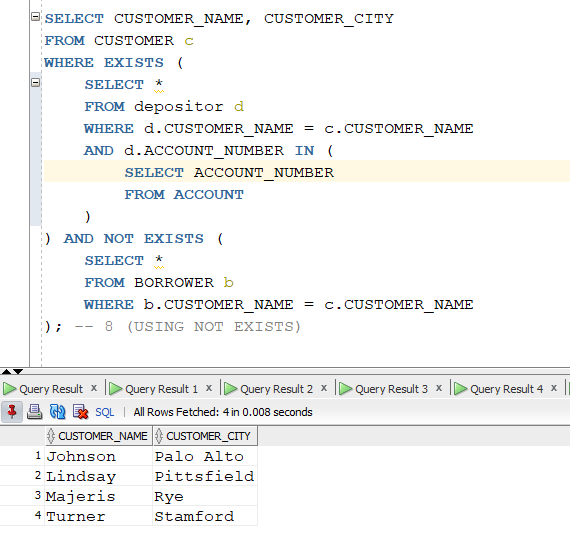 SELECT CUSTOMER_NAME, CUSTOMER_CITY
FROM CUSTOMER c
WHERE EXISTS (
SELECT *
FROM depositor d
WHERE d.CUSTOMER_NAME = c.CUSTOMER_NAME
AND d.ACCOUNT_NUMBER IN (
SELECT ACCOUNT_NUMBER
FROM ACCOUNT
)
) AND NOT EXISTS (
SELECT *
FROM BORROWER b
WHERE b.CUSTOMER_NAME = c.CUSTOMER_NAME
); -- 8 (USING NOT EXISTS)
Query Result x Query Result 1 x Query Result 2 x Query Result 3 x Query Result 4 x
SQL | All Rows Fetched: 4 in 0.008 seconds
CUSTOMER_NAME CUSTOMER_CITY
1 Johnson Palo Alto
2 Lindsay Pittsfield
3 Majeris Rye
4 Turner Stamford